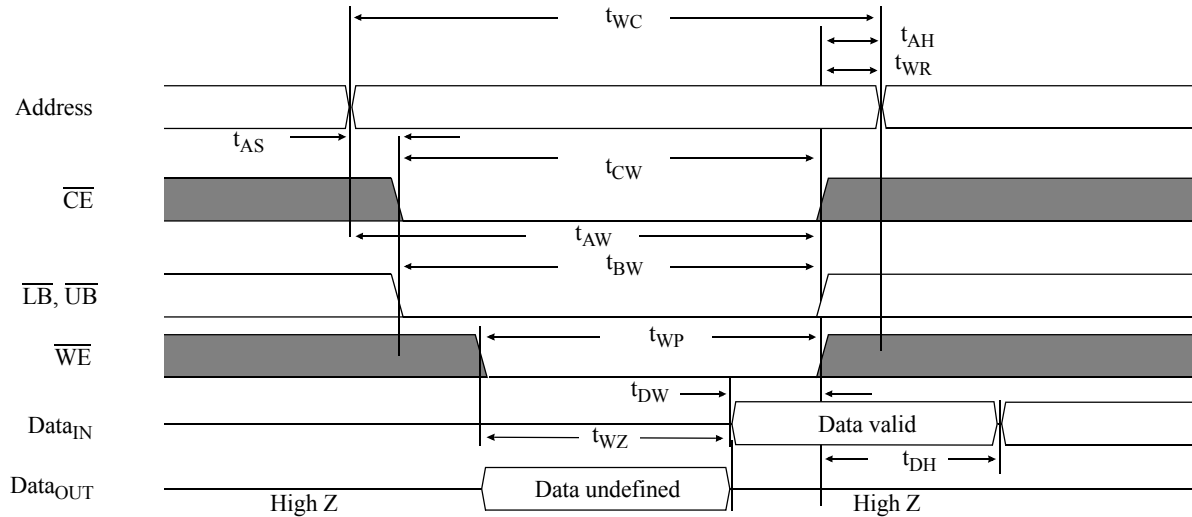 tWC
tAH
tWR
Address
tAS
tCW
CE
tAW
tBW
LB, UB
tWP
WE
tDW
DataIN
Data valid
tWZ
tDH
DataOUT
Data undefined
High Z
High Z